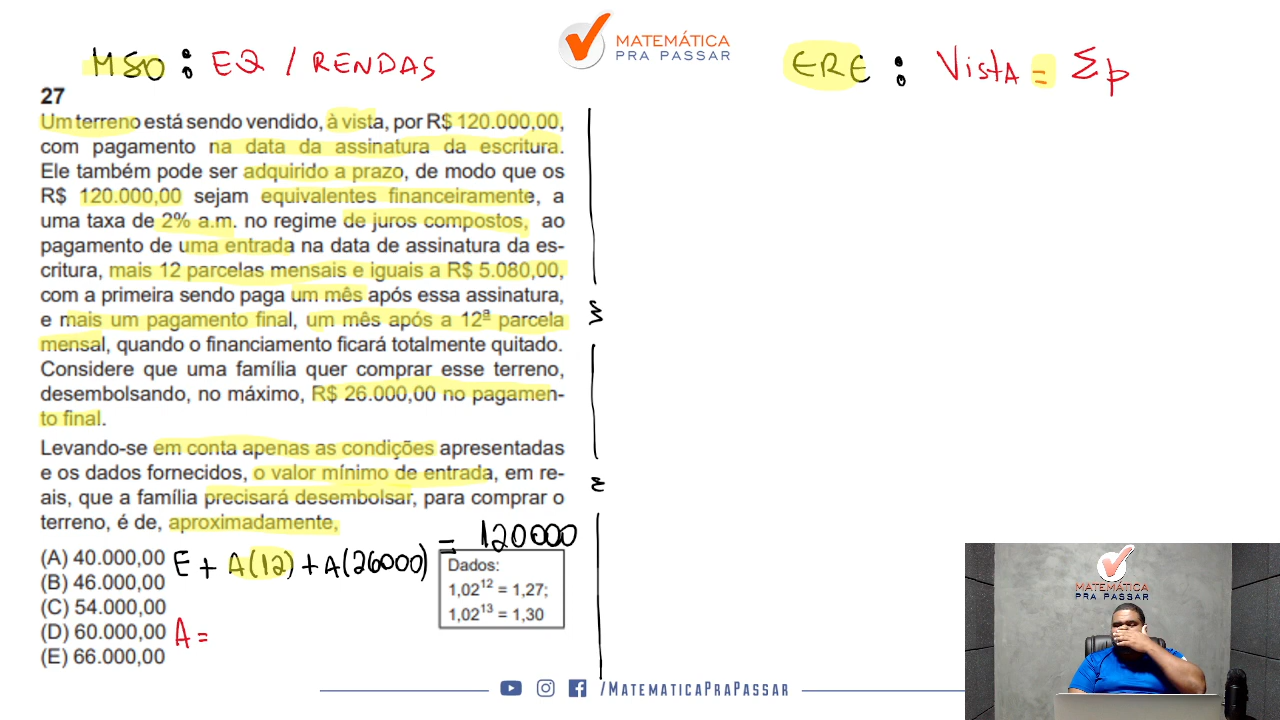 MATEMÁTICA
PRA PASSAR
MSO : EQ / RENDAS
ERE : VISTA = Σp
27
Um terreno está sendo vendido, à vista, por R$ 120.000,00,
com pagamento na data da assinatura da escritura.
Ele também pode ser adquirido a prazo, de modo que os
R$ 120.000,00 sejam equivalentes financeiramente, a
uma taxa de 2% a.m. no regime de juros compostos, ao
pagamento de uma entrada na data de assinatura da es-
critura, mais 12 parcelas mensais e iguais a R$ 5.080,00,
com a primeira sendo paga um mês após essa assinatura,
e mais um pagamento final, um mês após a 12ª parcela
mensal, quando o financiamento ficará totalmente quitado.
Considere que uma família quer comprar esse terreno,
desembolsando, no máximo, R$ 26.000,00 no pagamen-
to final.
Levando-se em conta apenas as condições apresentadas
e os dados fornecidos, o valor mínimo de entrada, em re-
ais, que a família precisará desembolsar, para comprar o
terreno, é de, aproximadamente,
(A) 40.000,00
(B) 46.000,00
(C) 54.000,00
(D) 60.000,00
(E) 66.000,00
E + A(12) + A(26000) = 120000
A =
Dados:
1,02¹² = 1,27;
1,02¹³ = 1,30
/MATEMATICAPRAPASSAR
MATEMÁTICA
PRA PASSAR